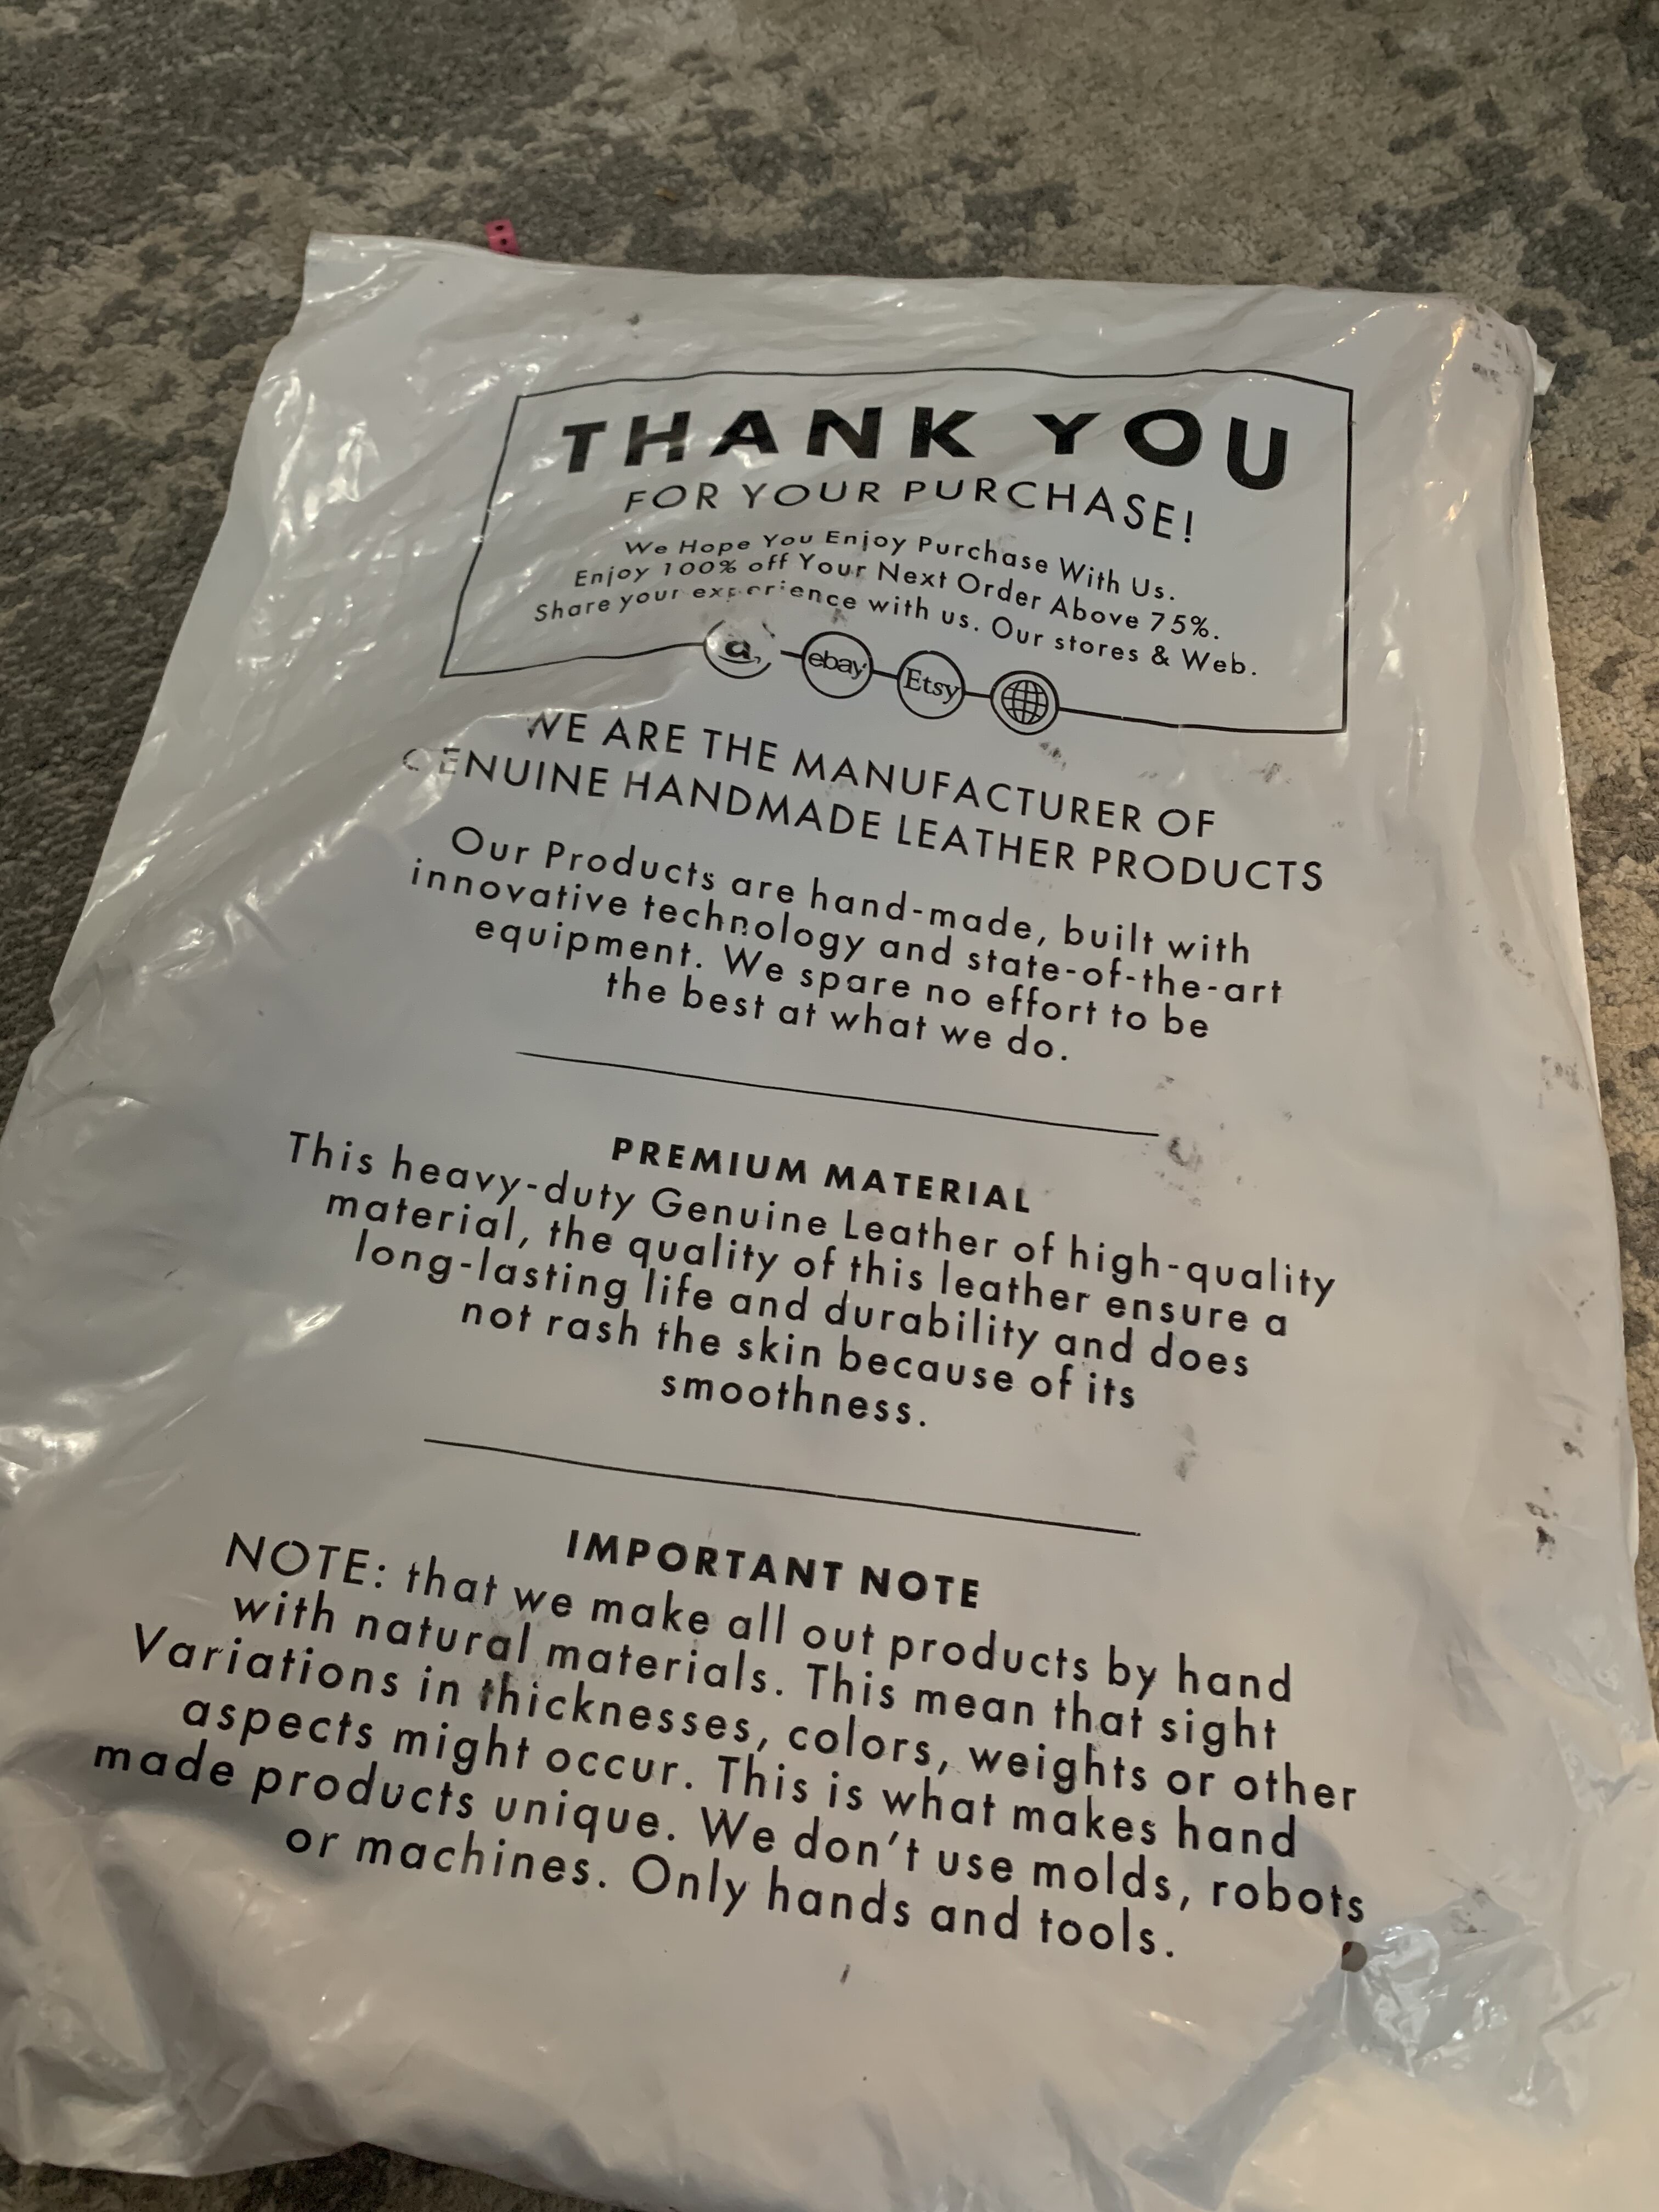 THANK YOU
FOR YOUR PURCHASE!
We Hope You Enjoy Purchase With Us.
Enjoy 100% off Your Next Order Above 75%.
Share your experience with us. Our stores & Web.
a ebay Etsy
WE ARE THE MANUFACTURER OF
GENUINE HANDMADE LEATHER PRODUCTS
Our Products are hand-made, built with
innovative technology and state-of-the-art
equipment. We spare no effort to be
the best at what we do.
PREMIUM MATERIAL
This heavy-duty Genuine Leather of high-quality
material, the quality of this leather ensure a
long-lasting life and durability and does
not rash the skin because of its
smoothness.
IMPORTANT NOTE
NOTE: that we make all out products by hand
with natural materials. This mean that sight
Variations in thicknesses, colors, weights or other
aspects might occur. This is what makes hand
made products unique. We don't use molds, robots
or machines. Only hands and tools.